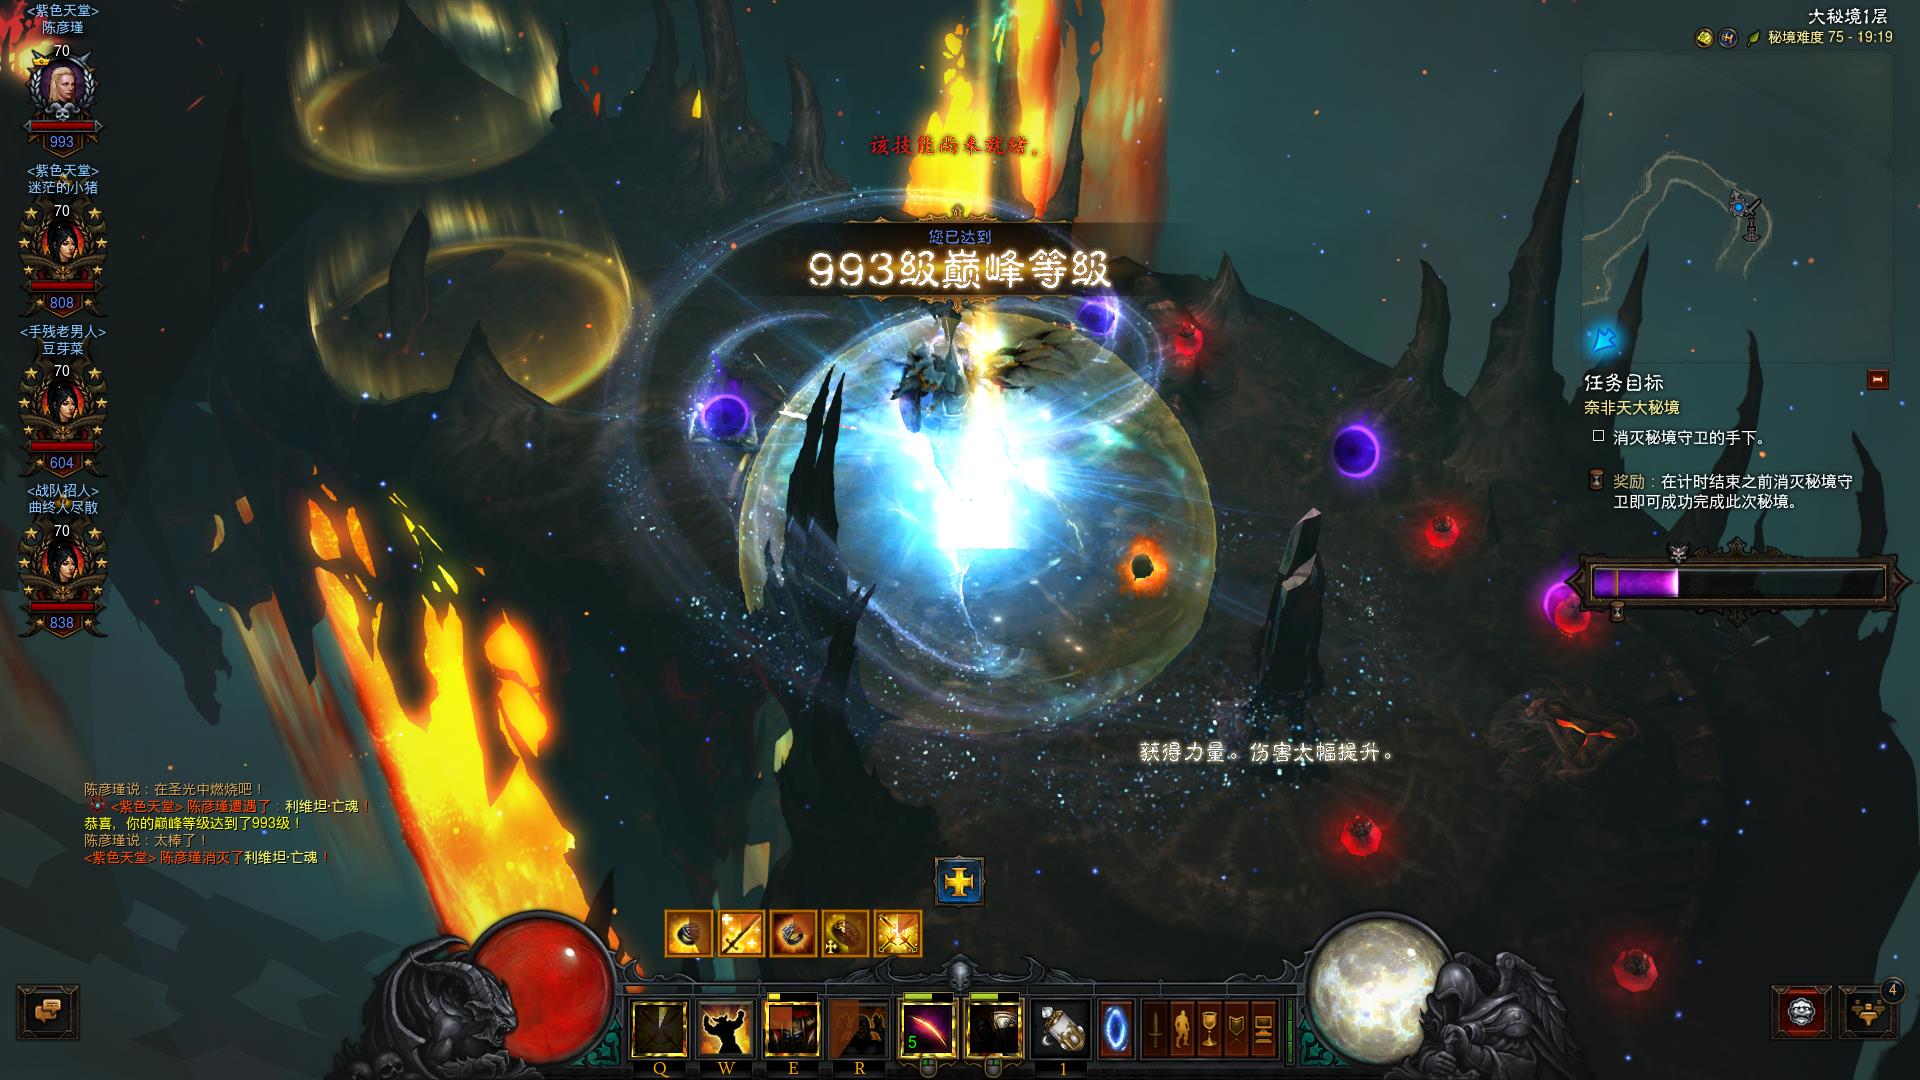 <紫色天堂>
陈彦瑾
70
993
<紫色天堂>
迷茫的小猪
70
808
<手残老男人>
豆芽菜
70
604
<战队招人>
曲终人尽散
70
838
该技能尚未就绪。
您已达到
993级巅峰等级
大秘境1层
秘境难度 75 - 19:19
任务目标
奈非天大秘境
消灭秘境守卫的手下。
奖励：在计时结束之前消灭秘境守
卫即可成功完成此次秘境。
获得力量。伤害大幅提升。
陈彦瑾说：在圣光中燃烧吧！
<紫色天堂> 陈彦瑾遭遇了：利维坦·亡魂！
恭喜，你的巅峰等级达到了993级！
陈彦瑾说：太棒了！
<紫色天堂> 陈彦瑾消灭了利维坦·亡魂！
1
5
4
Q W E R 1